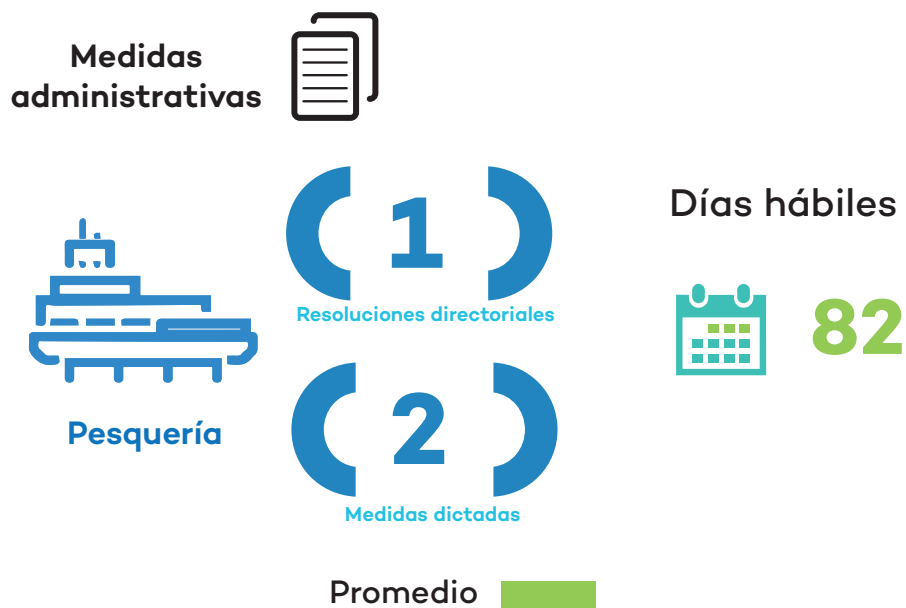 Medidas
administrativas
1
Resoluciones directoriales
Pesquería
2
Medidas dictadas
Días hábiles
82
Promedio